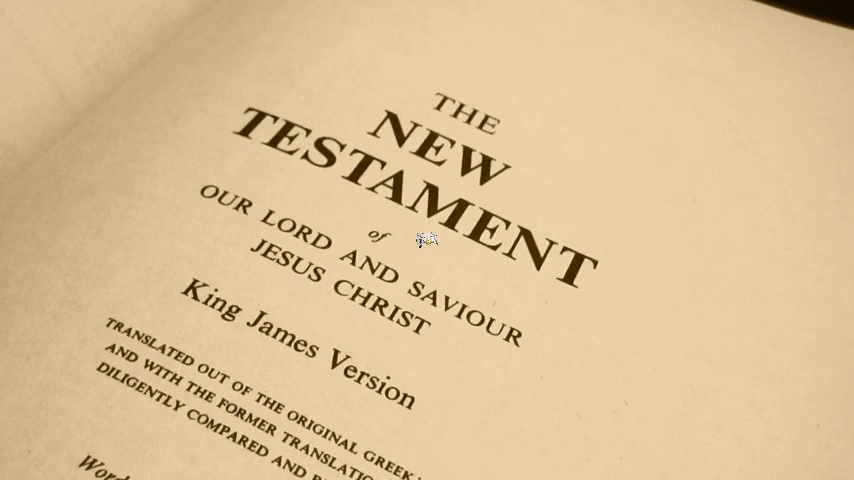 THE
NEW
TESTAMENT
of
OUR LORD AND SAVIOUR
JESUS CHRIST
King James Version
TRANSLATED OUT OF THE ORIGINAL GREEK
AND WITH THE FORMER TRANSLATIO
DILIGENTLY COMPARED AND
Word